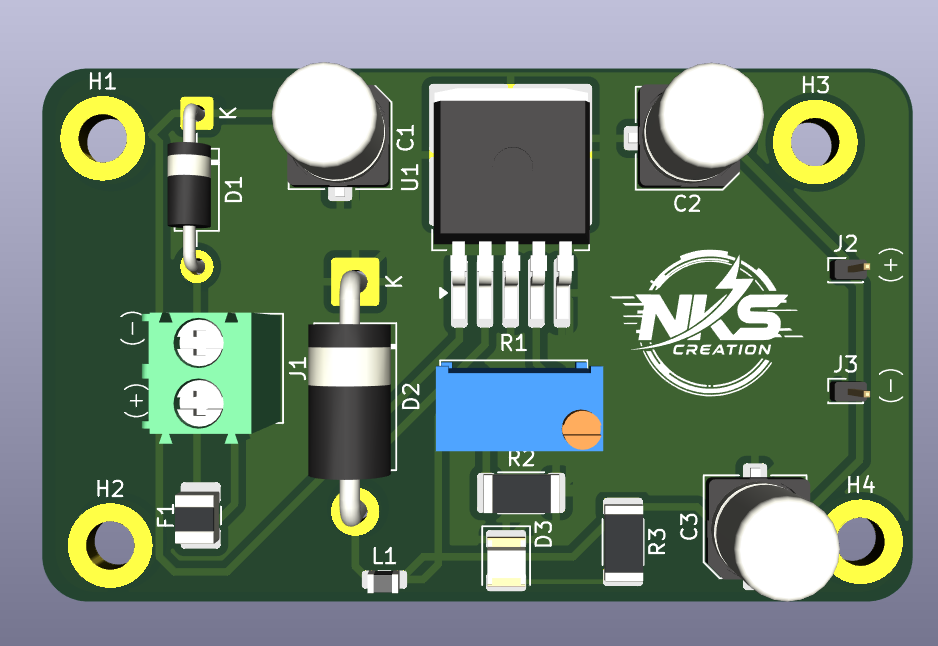 H1
H3
K
C1
U1
D1
C2
J2
(+)
K
NKS
CREATION
(-)
R1
J1
J3
(+)
D2
(-)
R2
H2
H4
F1
D3
R3
C3
L1